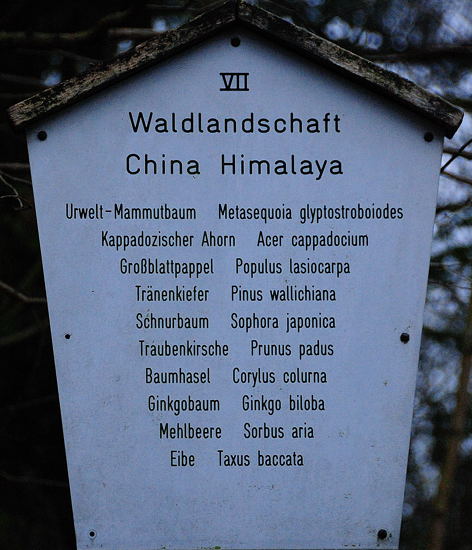 VII
Waldlandschaft
China Himalaya
Urwelt-Mammutbaum Metasequoia glyptostroboiodes
Kappadozischer Ahorn Acer cappadocium
Großblattpappel Populus lasiocarpa
Tränenkiefer Pinus wallichiana
Schnurbaum Sophora japonica
Traubenkirsche Prunus padus
Baumhasel Corylus colurna
Ginkgobaum Ginkgo biloba
Mehlbeere Sorbus aria
Eibe Taxus baccata